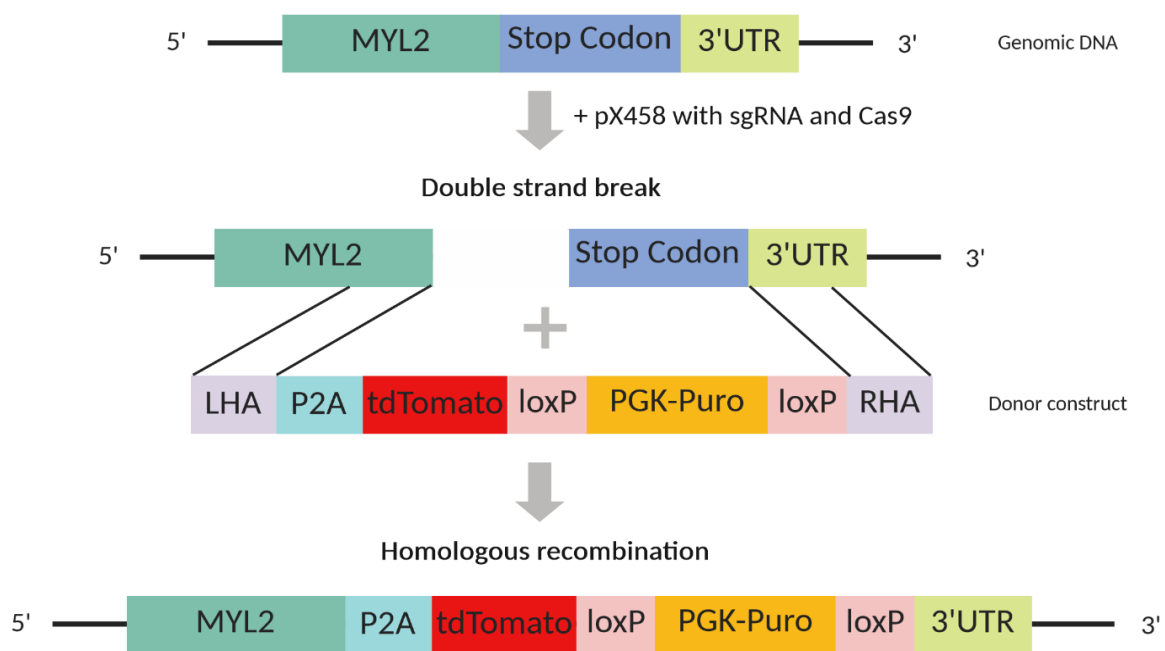 5' MYL2 Stop Codon 3'UTR 3' Genomic DNA
+ pX458 with sgRNA and Cas9
Double strand break
5' MYL2 Stop Codon 3'UTR 3'
LHA P2A tdTomato loxP PGK-Puro loxP RHA Donor construct
Homologous recombination
5' MYL2 P2A tdTomato loxP PGK-Puro loxP 3'UTR 3'